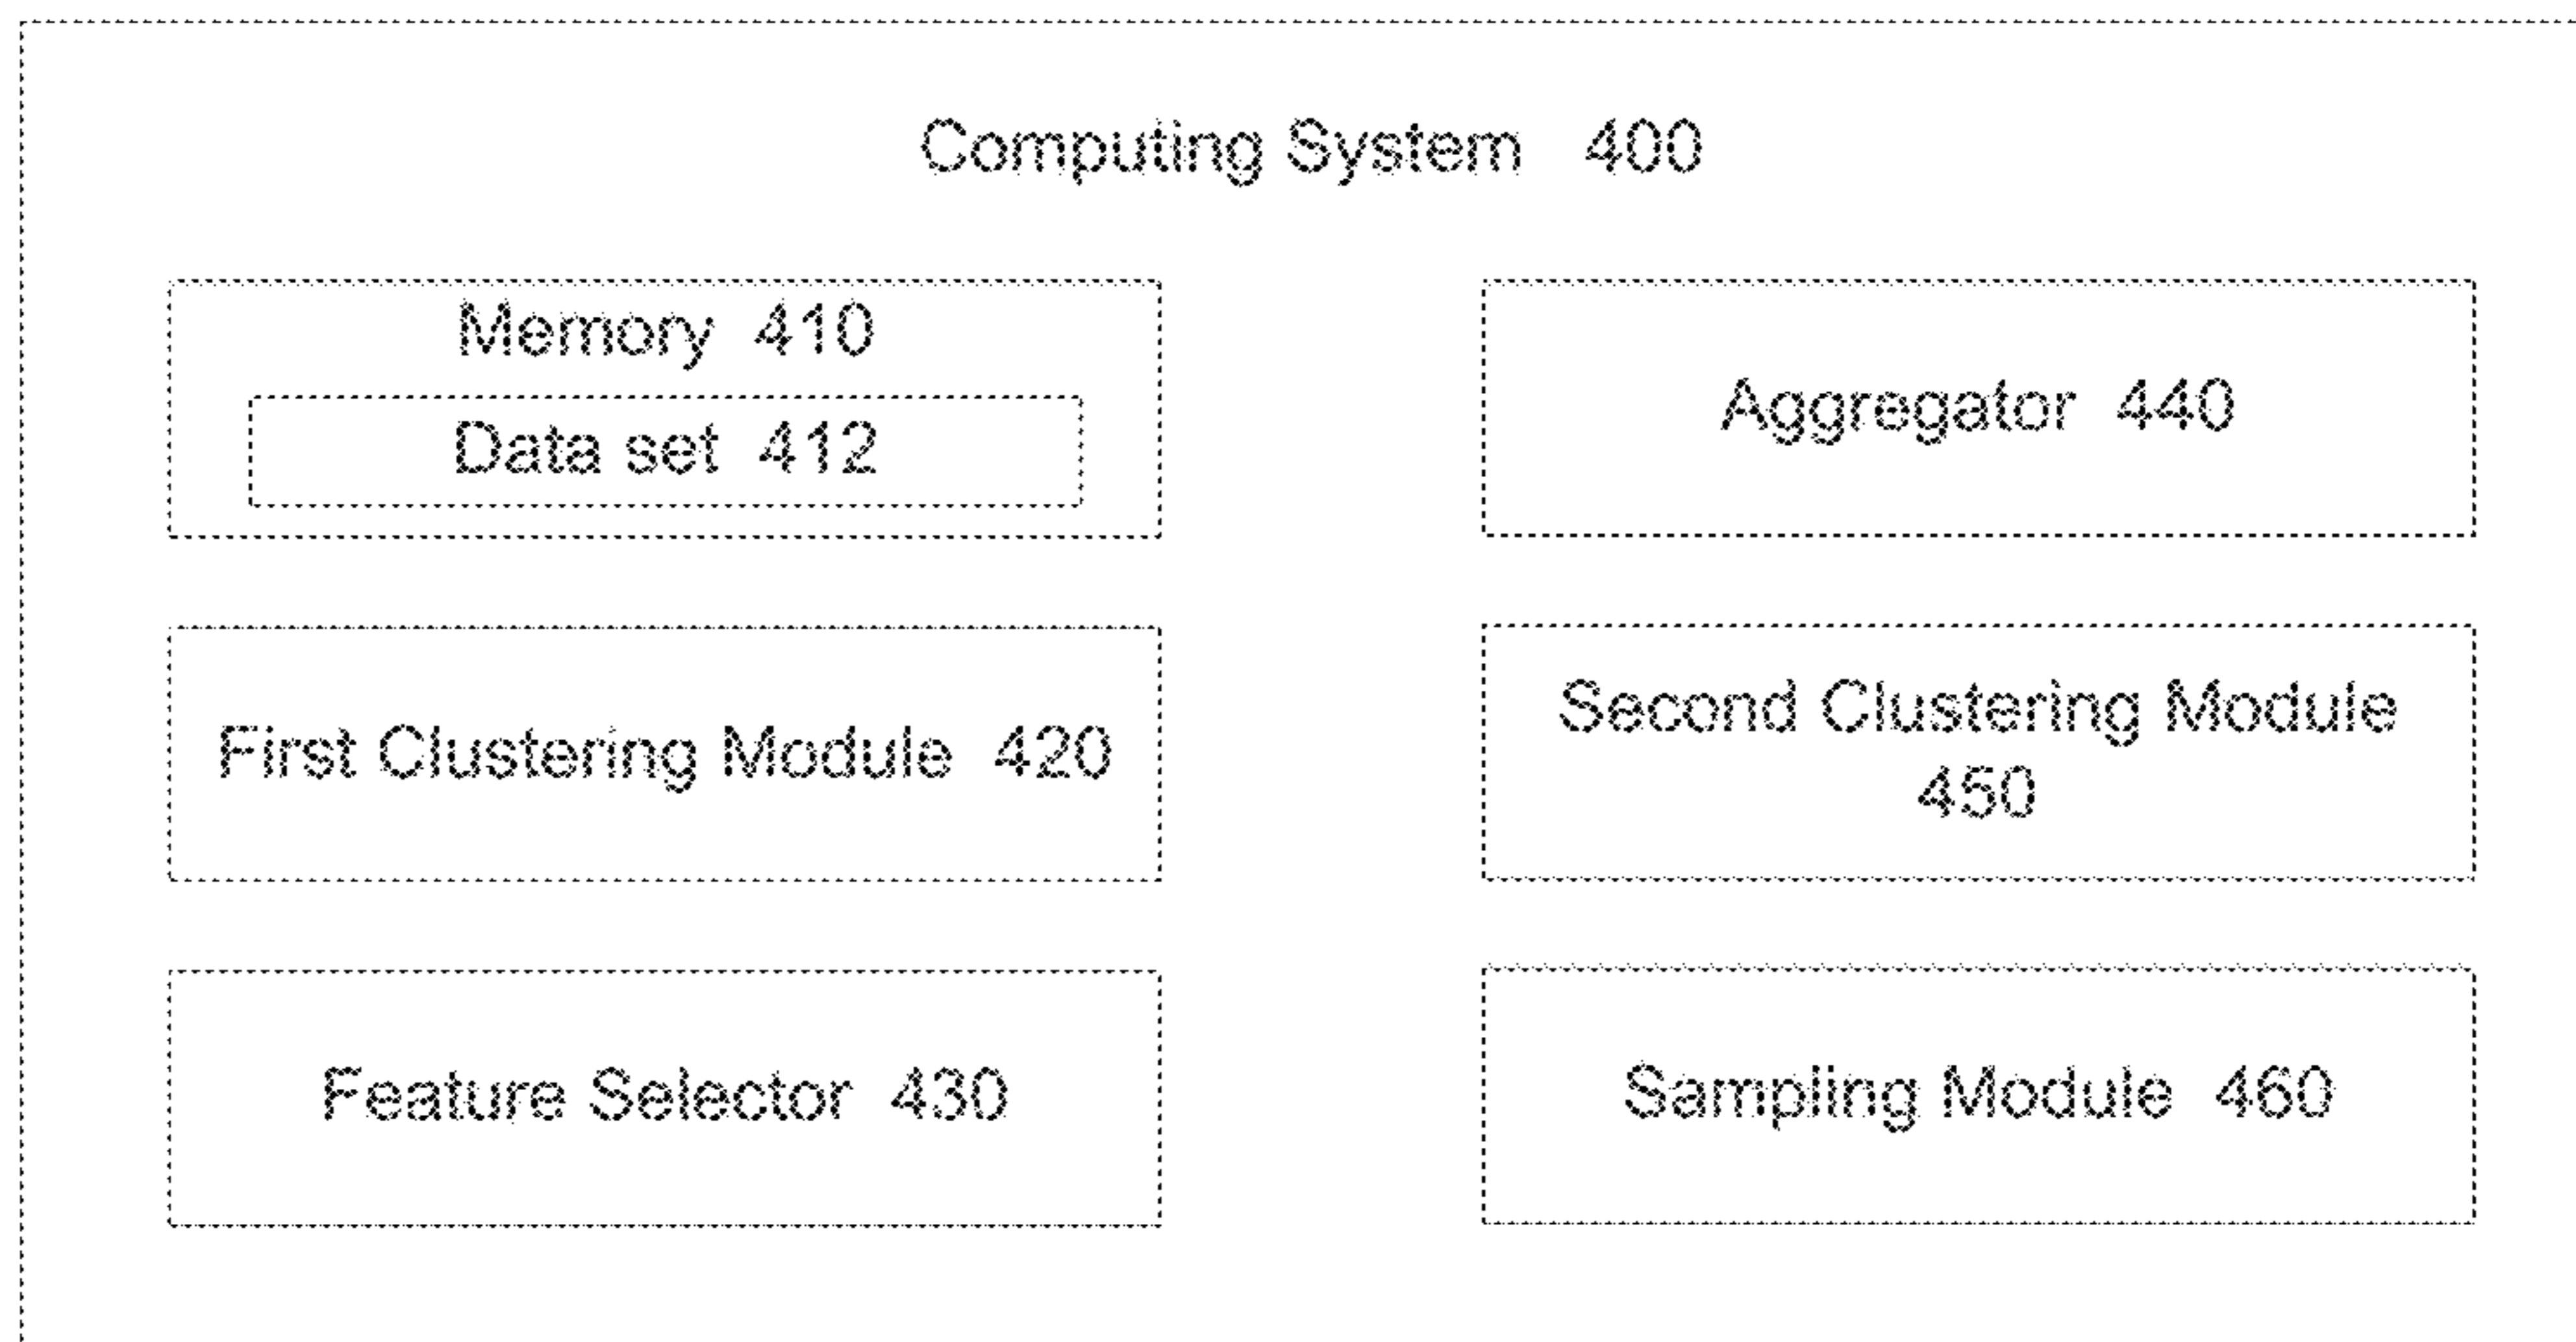 Computing System 400
Memory 410
Data set 412
First Clustering Module 420
Feature Selector 430
Aggregator 440
Second Clustering Module
450
Sampling Module 460